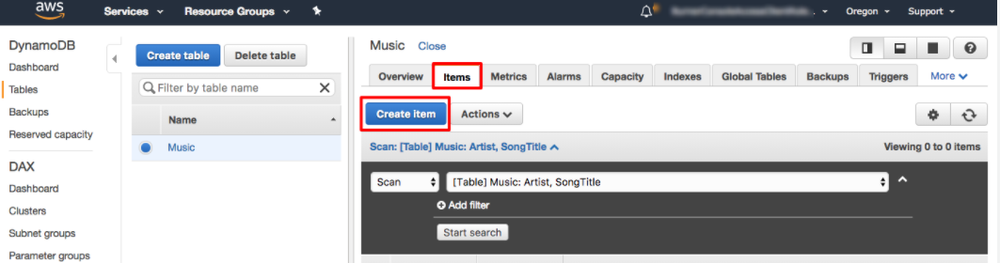 aws
Services
Resource Groups
Oregon
Support
DynamoDB
Dashboard
Tables
Backups
Reserved capacity
DAX
Dashboard
Clusters
Subnet groups
Parameter groups
Create table
Delete table
Filter by table name
Name
Music
Music Close
Overview Items Metrics Alarms Capacity Indexes Global Tables Backups Triggers More
Create item Actions
Scan: [Table] Music: Artist, SongTitle
Viewing 0 to 0 items
Scan
[Table] Music: Artist, SongTitle
Add filter
Start search